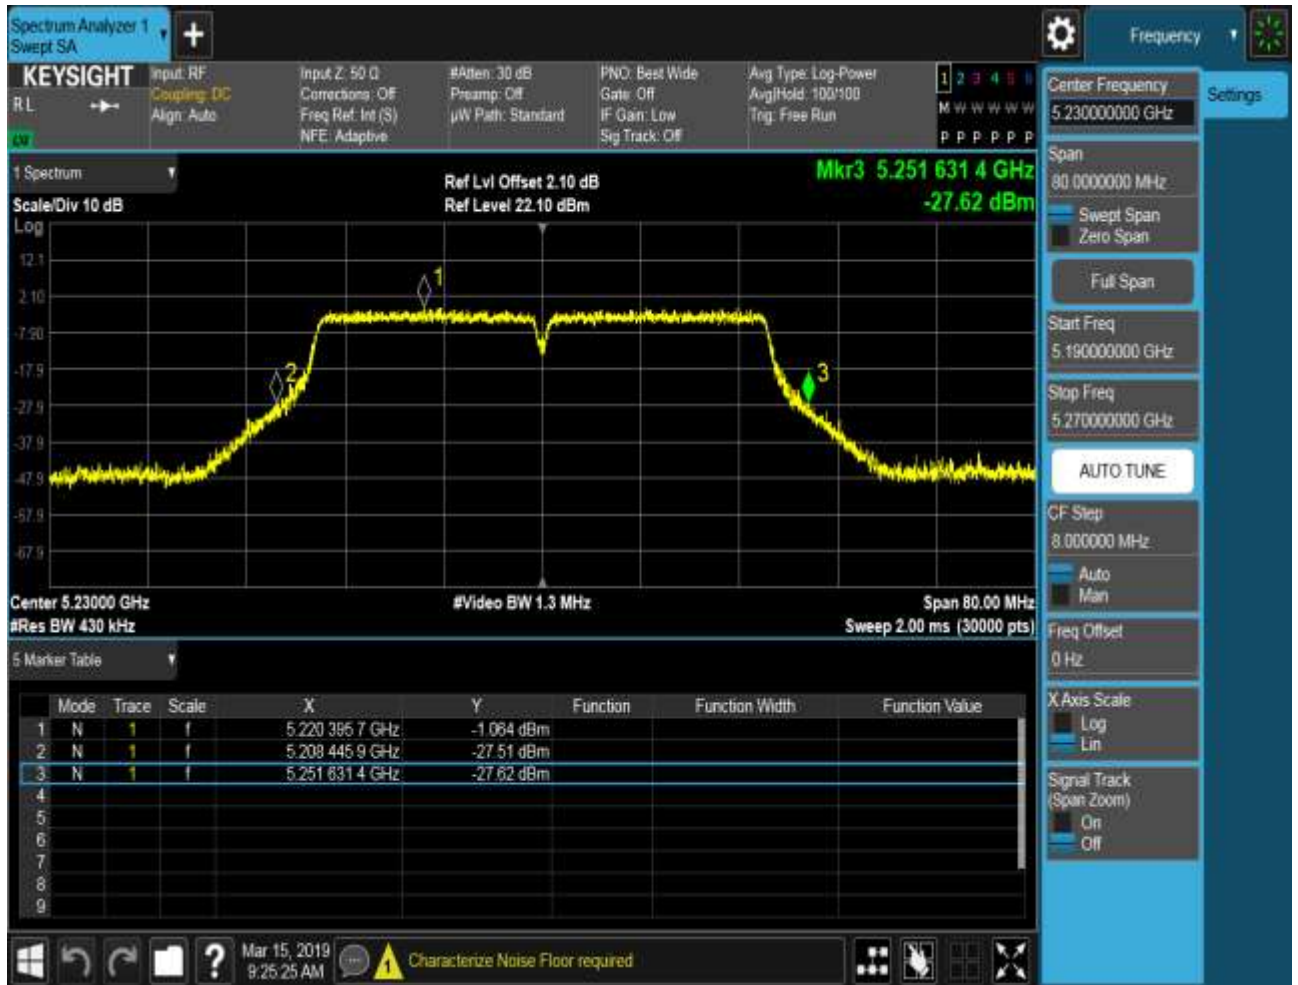 Spectrum Analyzer 1
Swept SA
Frequency
KEYSIGHT
RL
Input: RF
Coupling: DC
Align: Auto
Input Z: 50 Ω
Corrections: Off
Freq Ref: Int (S)
NFE: Adaptive
#Atten: 30 dB
Preamp: Off
µW Path: Standard
PNO: Best Wide
Gate: Off
IF Gain: Low
Sig Track: Off
Avg Type: Log-Power
Avg|Hold: 100/100
Trig: Free Run
1 2 3 4 5 6
M W W W W W
P P P P P P
1 Spectrum
Scale/Div 10 dB
Ref Lvl Offset 2.10 dB
Ref Level 22.10 dBm
Mkr3 5.251 631 4 GHz
-27.62 dBm
Log
12.1
2.10
-7.90
-17.9
-27.9
-37.9
-47.9
-57.9
-67.9
1
2
3
Center 5.23000 GHz
#Res BW 430 kHz
#Video BW 1.3 MHz
Span 80.00 MHz
Sweep 2.00 ms (30000 pts)
5 Marker Table
Mode Trace Scale X Y Function Function Width Function Value
1 N 1 f 5.220 395 7 GHz -1.064 dBm
2 N 1 f 5.208 445 9 GHz -27.51 dBm
3 N 1 f 5.251 631 4 GHz -27.62 dBm
4
5
6
7
8
9
Center Frequency
5.230000000 GHz
Settings
Span
80.0000000 MHz
Swept Span
Zero Span
Full Span
Start Freq
5.190000000 GHz
Stop Freq
5.270000000 GHz
AUTO TUNE
CF Step
8.000000 MHz
Auto
Man
Freq Offset
0 Hz
X Axis Scale
Log
Lin
Signal Track
(Span Zoom)
On
Off
?
Mar 15, 2019
9:25:25 AM
1
Characterize Noise Floor required